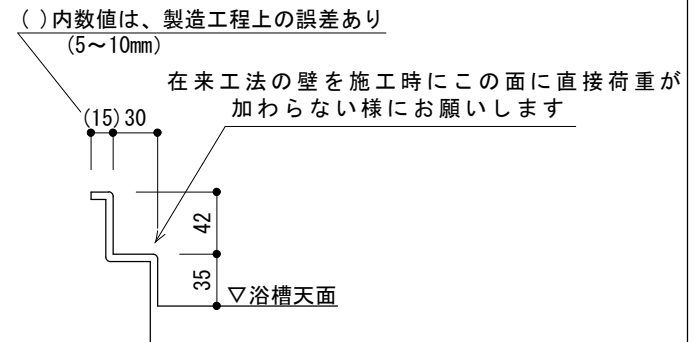 ( )内数値は、製造工程上の誤差あり
(5〜10mm)
在来工法の壁を施工時にこの面に直接荷重が
加わらない様にお願いします
(15)30
42
35
▽浴槽天面